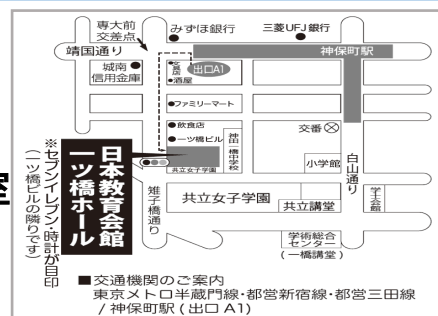 専大前
交差点
みずほ銀行
三菱UFJ銀行
靖国通り
神保町駅
城南
信用金庫
出口A1
酒屋
ファミリーマート
飲食店
一ツ橋ビル
神田一橋中学校
交番
小学館
白山通り
共立女子学園
日本教育会館
一ツ橋ホール
※セブンイレブン・時計が目印
(一ツ橋ビルの隣りです)
雉子橋通り
共立女子学園
共立講堂
学士会館
学術総合
センター
(一橋講堂)
■交通機関のご案内
東京メトロ半蔵門線・都営新宿線・都営三田線
/ 神保町駅 (出口 A1)